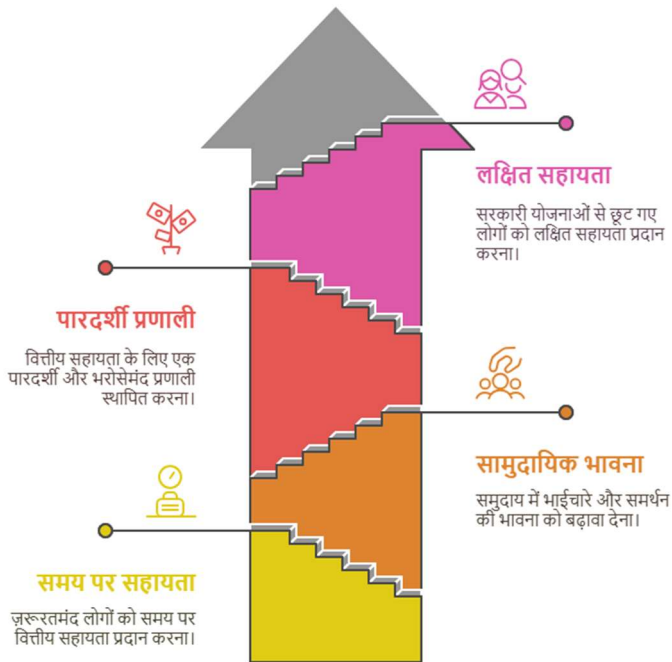 लक्षित सहायता
सरकारी योजनाओं से छूट गए
लोगों को लक्षित सहायता प्रदान
करना।
पारदर्शी प्रणाली
वित्तीय सहायता के लिए एक
पारदर्शी और भरोसेमंद प्रणाली
स्थापित करना।
सामुदायिक भावना
समुदाय में भाईचारे और समर्थन
की भावना को बढ़ावा देना।
समय पर सहायता
ज़रूरतमंद लोगों को समय पर
वित्तीय सहायता प्रदान करना।